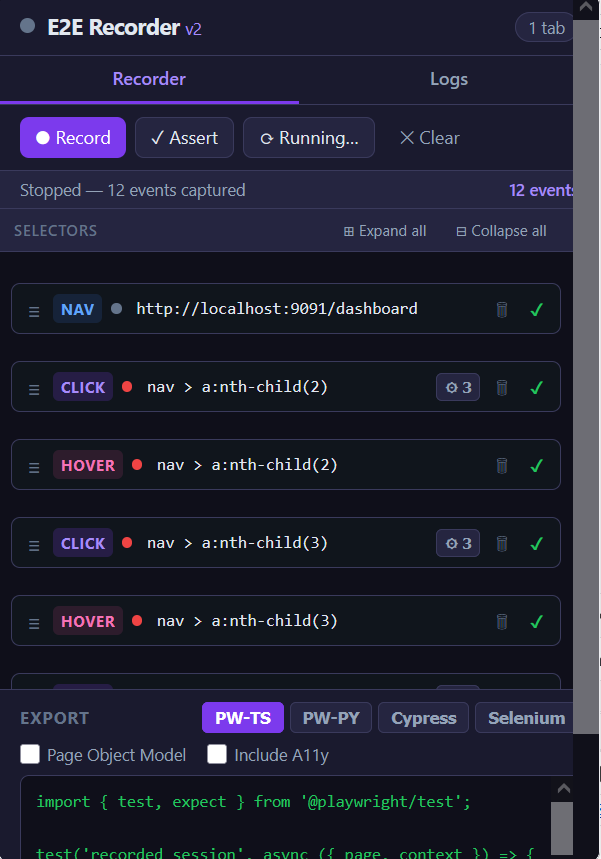 E2E Recorder v2 1 tab
Recorder Logs
Record ✓ Assert ⟳ Running... ✕ Clear
Stopped — 12 events captured 12 events
SELECTORS ⊞ Expand all ⊟ Collapse all
NAV http://localhost:9091/dashboard
CLICK nav > a:nth-child(2) ⚙ 3
HOVER nav > a:nth-child(2)
CLICK nav > a:nth-child(3) ⚙ 3
HOVER nav > a:nth-child(3)
EXPORT PW-TS PW-PY Cypress Selenium
Page Object Model Include A11y
import { test, expect } from '@playwright/test';
test('recorded session', async ({ page, context }) => {